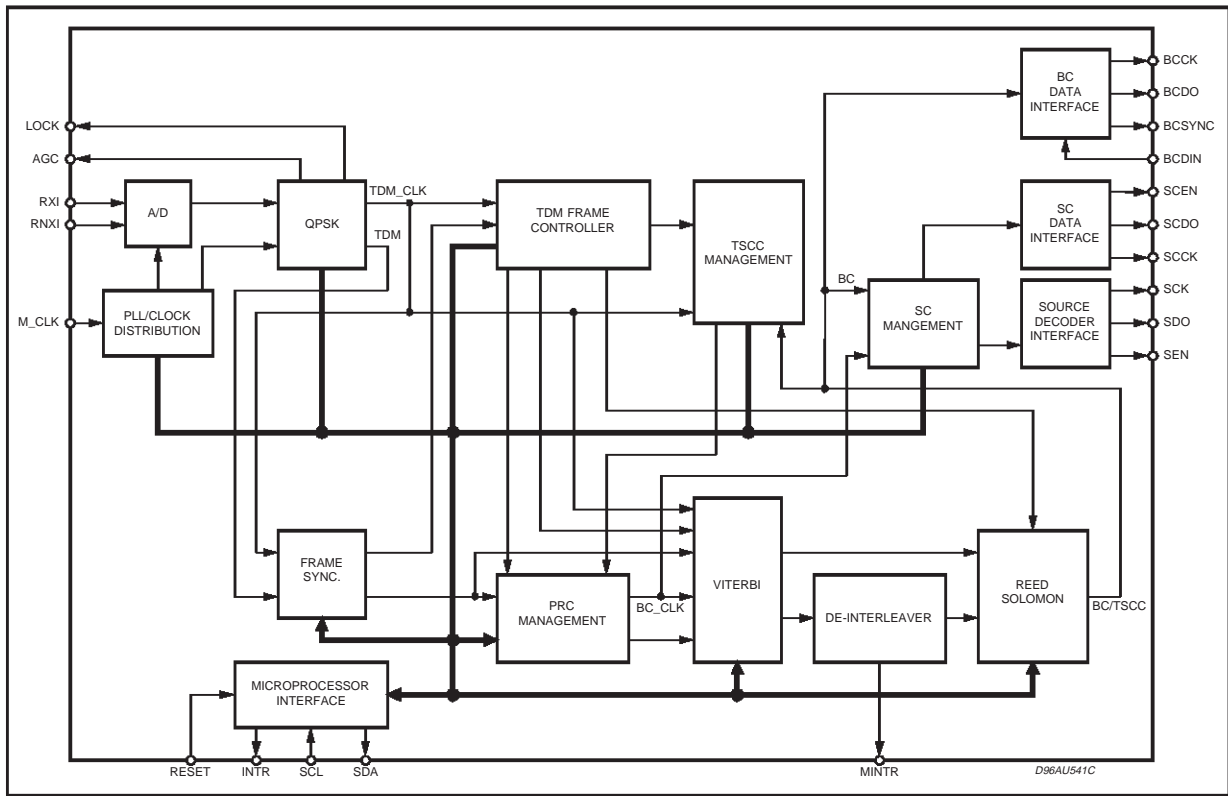 BCCK
BC
DATA
INTERFACE
BCDO
LOCK
BCSYNC
AGC
BCDIN
RXI
RNXI
A/D
QPSK
TDM_CLK
TDM
TDM FRAME
CONTROLLER
TSCC
MANAGEMENT
SC
DATA
INTERFACE
SCEN
SCDO
SCCK
M_CLK
PLL/CLOCK
DISTRIBUTION
BC
SC
MANGEMENT
SOURCE
DECODER
INTERFACE
SCK
SDO
SEN
FRAME
SYNC.
PRC
MANAGEMENT
BC_CLK
VITERBI
DE-INTERLEAVER
REED
SOLOMON
BC/TSCC
MICROPROCESSOR
INTERFACE
RESET
INTR
SCL
SDA
MINTR
D96AU541C